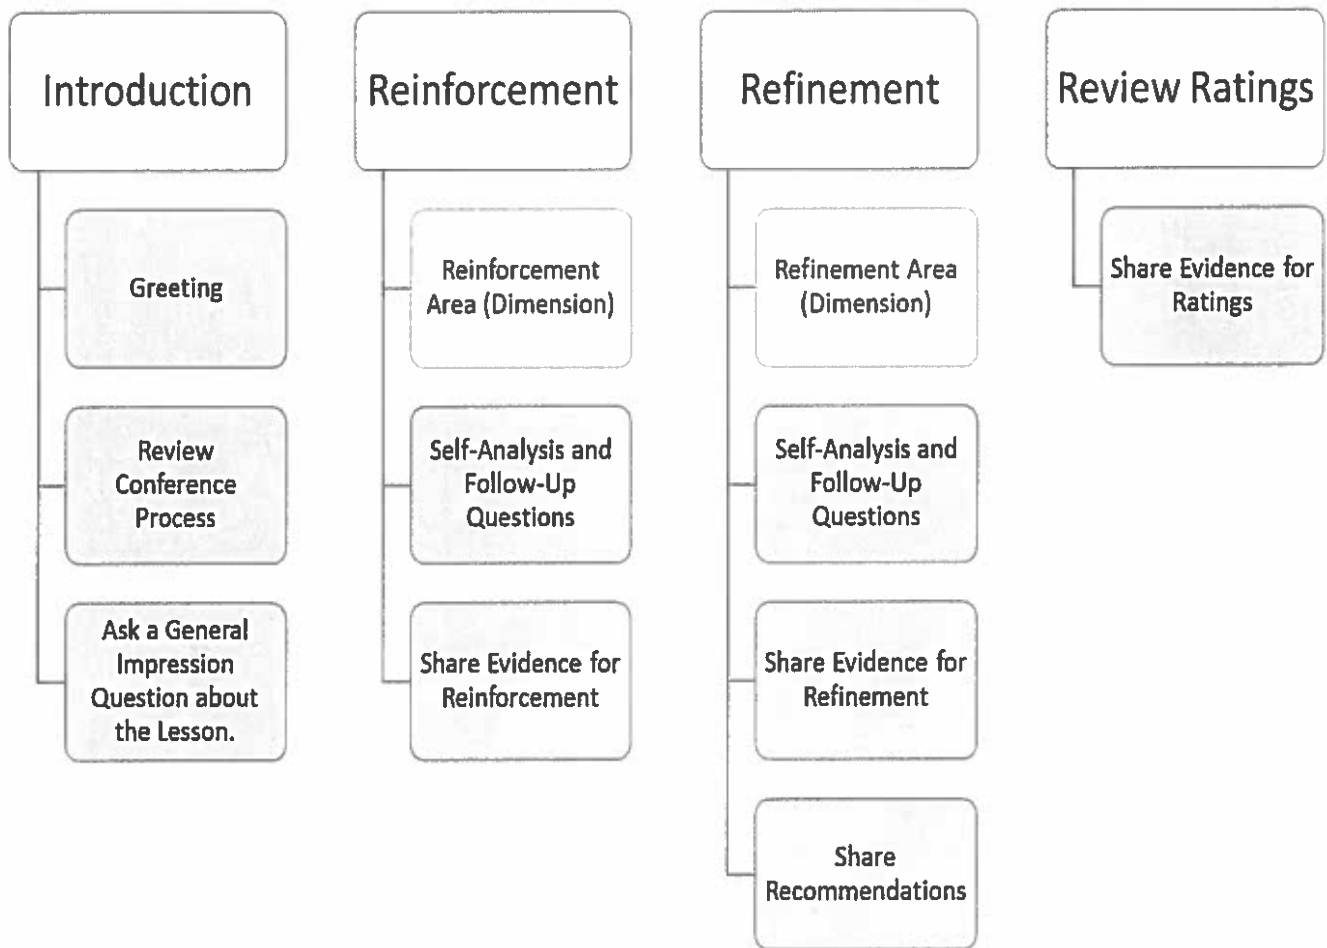 Introduction
Greeting
Review
Conference
Process
Ask a General
Impression
Question about
the Lesson.
Reinforcement
Reinforcement
Area (Dimension)
Self-Analysis and
Follow-Up
Questions
Share Evidence for
Reinforcement
Refinement
Refinement Area
(Dimension)
Self-Analysis and
Follow-Up
Questions
Share Evidence for
Refinement
Share
Recommendations
Review Ratings
Share Evidence for
Ratings